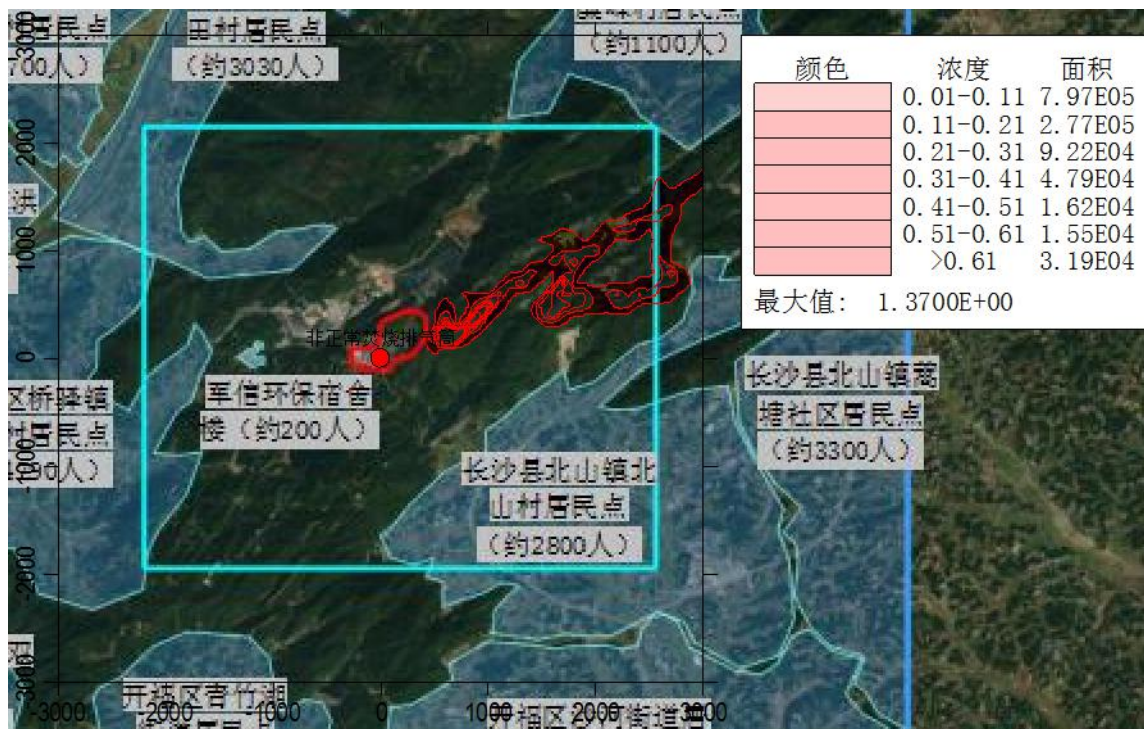 居民点
700人）
田村居民点
（约3030人）
（约1100人）
颜色 浓度 面积
0.01-0.11 7.97E05
0.11-0.21 2.77E05
0.21-0.31 9.22E04
0.31-0.41 4.79E04
0.41-0.51 1.62E04
0.51-0.61 1.55E04
>0.61 3.19E04
最大值: 1.3700E+00
3000
2000
1000
0
-1000
-2000
-3000
非正常焚烧排气筒
军信环保宿舍
楼（约200人）
区桥驿镇
村居民点
长沙县北山镇北
山村居民点
（约2800人）
长沙县北山镇蒿
塘社区居民点
（约3300人）
开福区青竹湖
-3000 -2000 -1000 0 1000 2000 3000